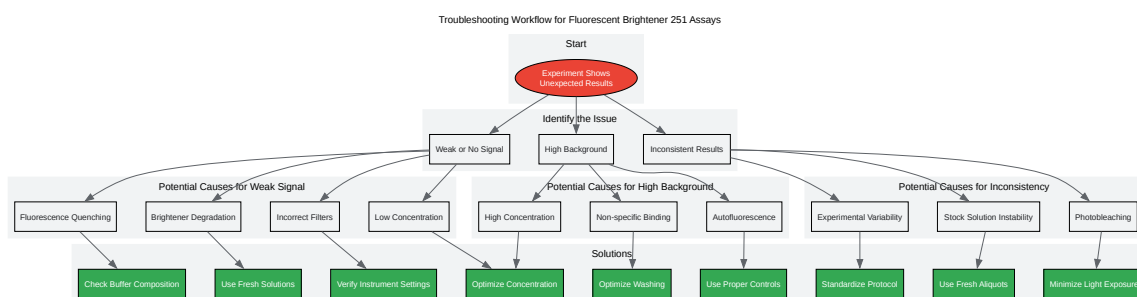 Troubleshooting Workflow for Fluorescent Brightener 251 Assays
Start
Experiment Shows
Unexpected Results
Identify the Issue
Weak or No Signal
High Background
Inconsistent Results
Potential Causes for Weak Signal
Potential Causes for High Background
Potential Causes for Inconsistency
Fluorescence Quenching
Brightener Degradation
Incorrect Filters
Low Concentration
High Concentration
Non-specific Binding
Autofluorescence
Experimental Variability
Stock Solution Instability
Photobleaching
Solutions
Check Buffer Composition
Use Fresh Solutions
Verify Instrument Settings
Optimize Concentration
Optimize Washing
Use Proper Controls
Standardize Protocol
Use Fresh Aliquots
Minimize Light Exposure